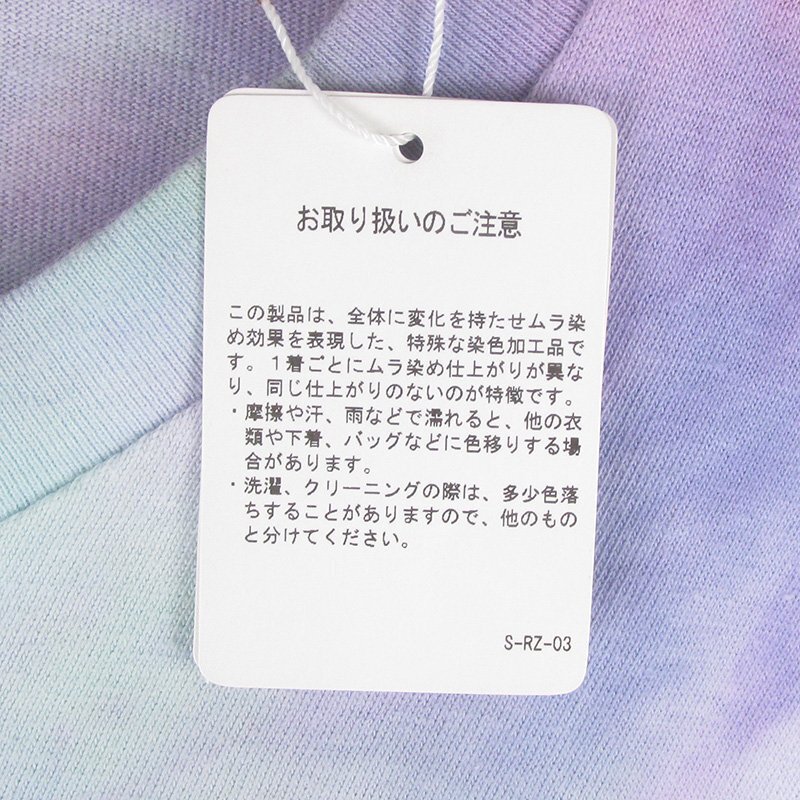 お取り扱いのご注意
この製品は、全体に変化を持たせムラ染
め効果を表現した、特殊な染色加工品で
す。１着ごとにムラ染め仕上がりが異な
り、同じ仕上がりのないのが特徴です。
・摩擦や汗、雨などで濡れると、他の衣
類や下着、バッグなどに色移りする場
合があります。
・洗濯、クリーニングの際は、多少色落
ちすることがありますので、他のもの
と分けてください。
S-RZ-03